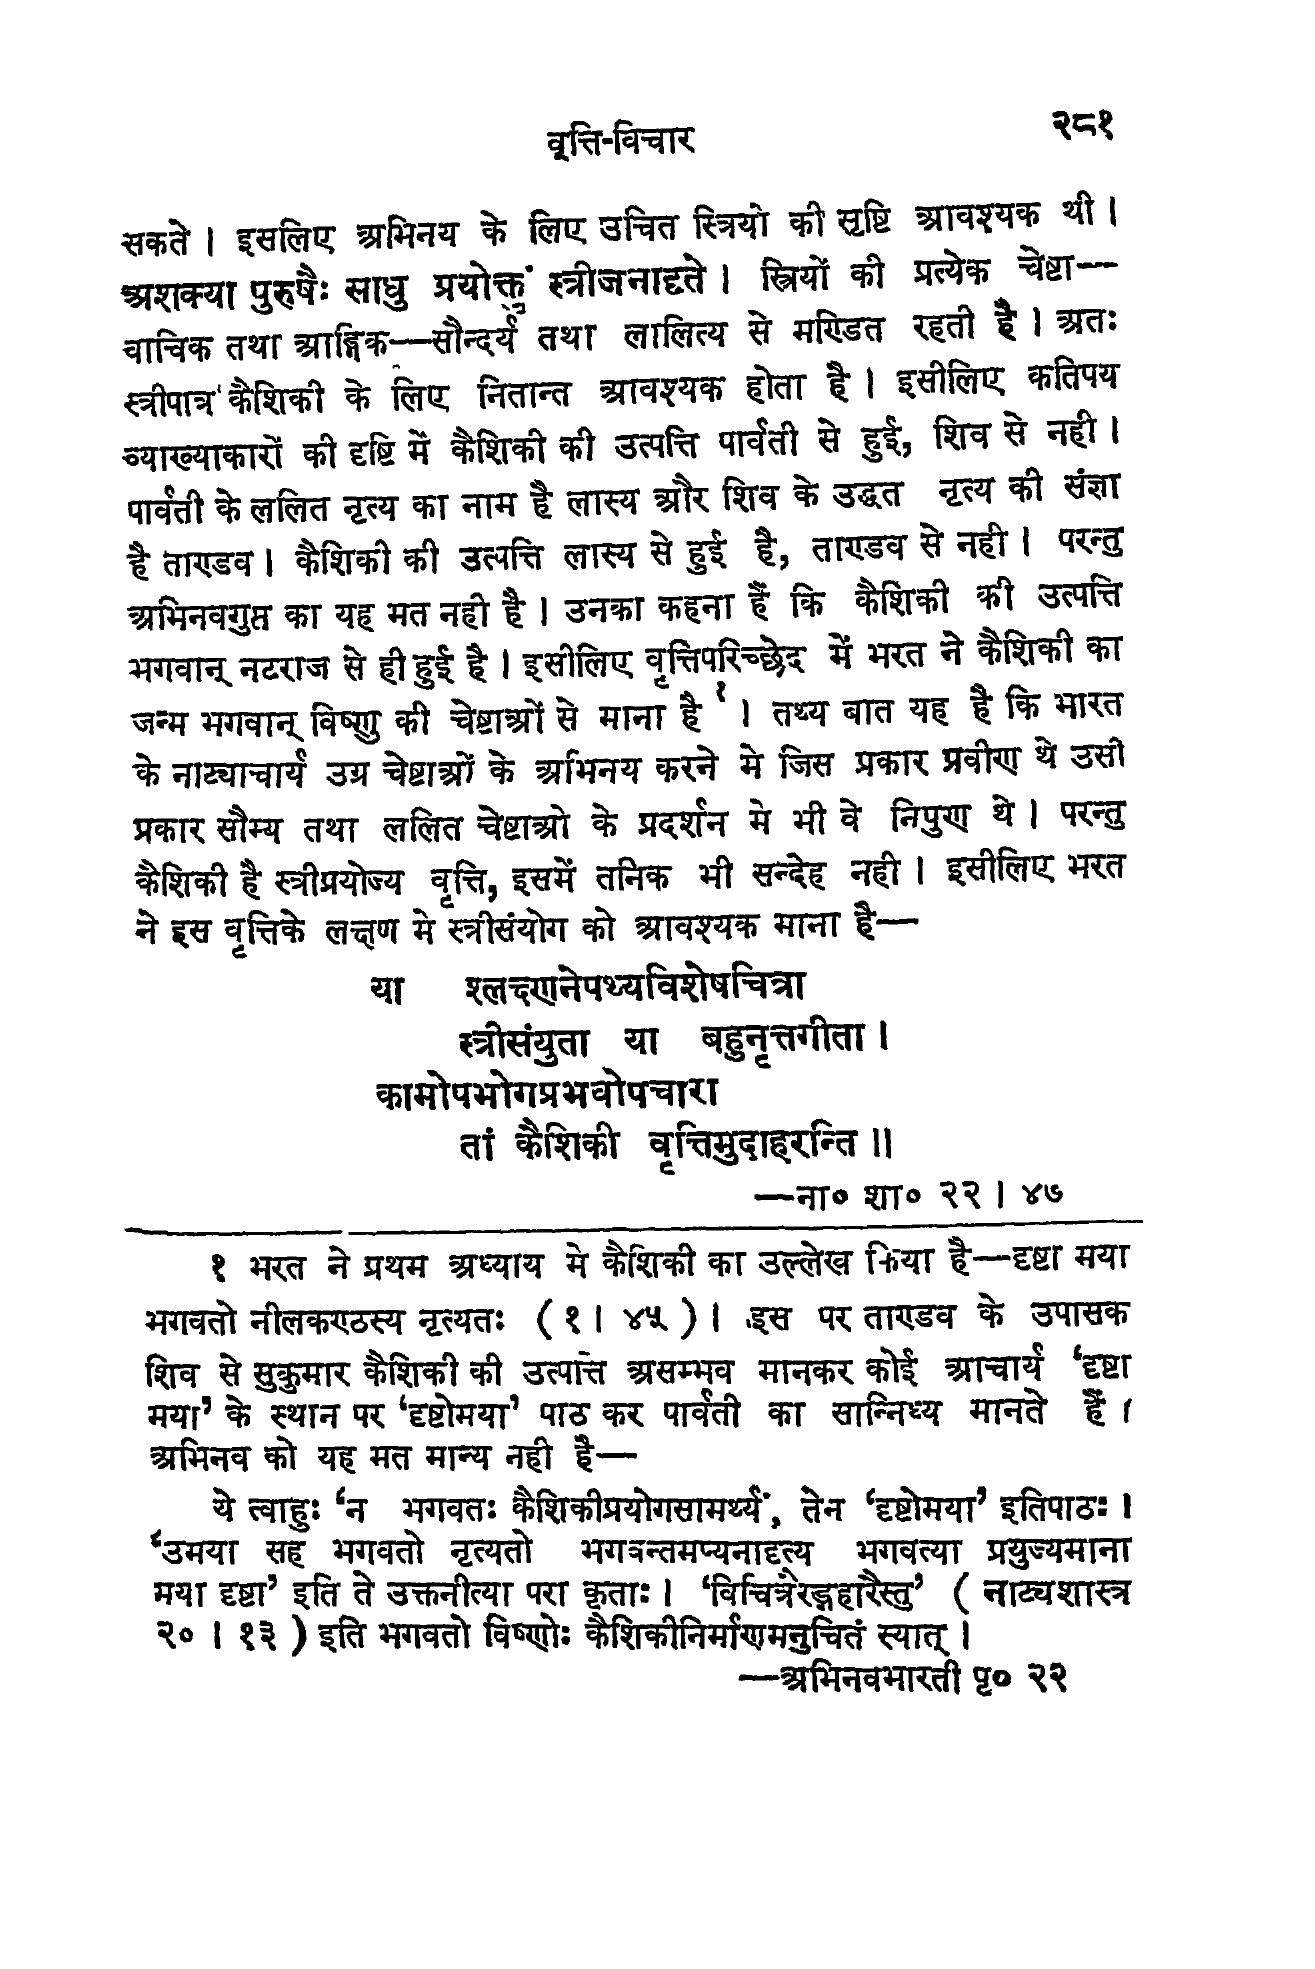 वृत्ति-विचार
२८१
सकते । इसलिए अभिनय के लिए उचित स्त्रियो की सृष्टि आवश्यक थी ।
अशक्या पुरुषैः साधु प्रयोक्तुं स्त्रीजनादृते । स्त्रियों की प्रत्येक चेष्टा—
वाचिक तथा आङ्गिक—सौन्दर्य तथा लालित्य से मण्डित रहती है । अतः
स्त्रीपात्र कैशिकी के लिए नितान्त आवश्यक होता है । इसीलिए कतिपय
व्याख्याकारों की दृष्टि में कैशिकी की उत्पत्ति पार्वती से हुई, शिव से नही ।
पार्वती के ललित नृत्य का नाम है लास्य और शिव के उद्धत नृत्य की संज्ञा
है ताण्डव । कैशिकी की उत्पत्ति लास्य से हुई है, ताण्डव से नही । परन्तु
अभिनवगुप्त का यह मत नही है । उनका कहना हैं कि कैशिकी की उत्पत्ति
भगवान् नटराज से ही हुई है । इसीलिए वृत्तिपरिच्छेद में भरत ने कैशिकी का
जन्म भगवान् विष्णु की चेष्टाओं से माना है १ । तथ्य बात यह है कि भारत
के नाट्याचार्य उग्र चेष्टाओं के अभिनय करने मे जिस प्रकार प्रवीण थे उसी
प्रकार सौम्य तथा ललित चेष्टाओ के प्रदर्शन मे भी वे निपुण थे । परन्तु
कैशिकी है स्त्रीप्रयोज्य वृत्ति, इसमें तनिक भी सन्देह नही । इसीलिए भरत
ने इस वृत्तिके लक्षण मे स्त्रीसंयोग को आवश्यक माना है—
या श्लक्ष्णनेपथ्यविशेषचित्रा
स्त्रीसंयुता या बहुनृत्तगीता ।
कामोपभोगप्रभवोपचारा
तां कैशिकी वृत्तिमुदाहरन्ति ॥
—ना० शा० २२ । ४७
१ भरत ने प्रथम अध्याय मे कैशिकी का उल्लेख किया है—दृष्टा मया
भगवतो नीलकण्ठस्य नृत्यतः ( १ । ४५ ) । इस पर ताण्डव के उपासक
शिव से सुकुमार कैशिकी की उत्पत्ति असम्भव मानकर कोई आचार्य ‘दृष्टा
मया’ के स्थान पर ‘दृष्टोमया’ पाठ कर पार्वती का सान्निध्य मानते हैं ।
अभिनव को यह मत मान्य नही है—
ये त्वाहुः ‘न भगवतः कैशिकीप्रयोगसामर्थ्यं, तेन ‘दृष्टोमया’ इतिपाठः ।
‘उमया सह भगवतो नृत्यतो भगवन्तमप्यनादृत्य भगवत्या प्रयुज्यमाना
मया दृष्टा’ इति ते उक्तनीत्या परा कृताः । ‘विचित्रैरङ्गहारैस्तु’ ( नाट्यशास्त्र
२० । १३ ) इति भगवतो विष्णोः कैशिकीनिर्माणमनुचितं स्यात् ।
—अभिनवभारती पृ० २२